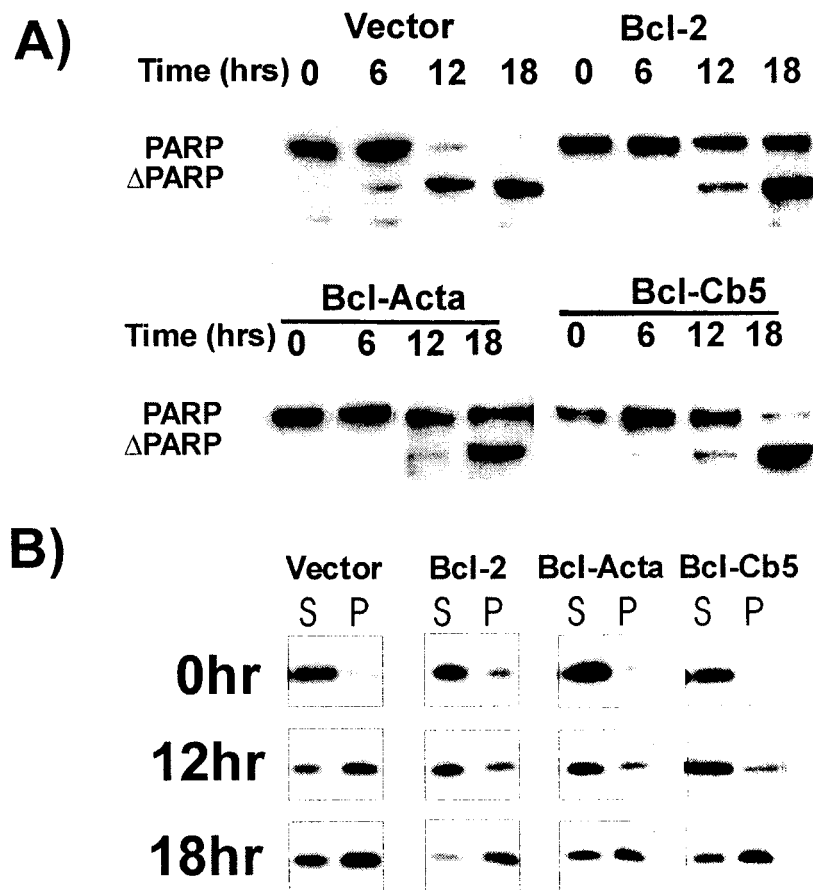 A)
Vector Bcl-2
Time (hrs) 0 6 12 18 0 6 12 18
PARP
ΔPARP
Bcl-Acta Bcl-Cb5
Time (hrs) 0 6 12 18 0 6 12 18
PARP
ΔPARP
B)
Vector Bcl-2 Bcl-Acta Bcl-Cb5
S P S P S P S P
0hr
12hr
18hr